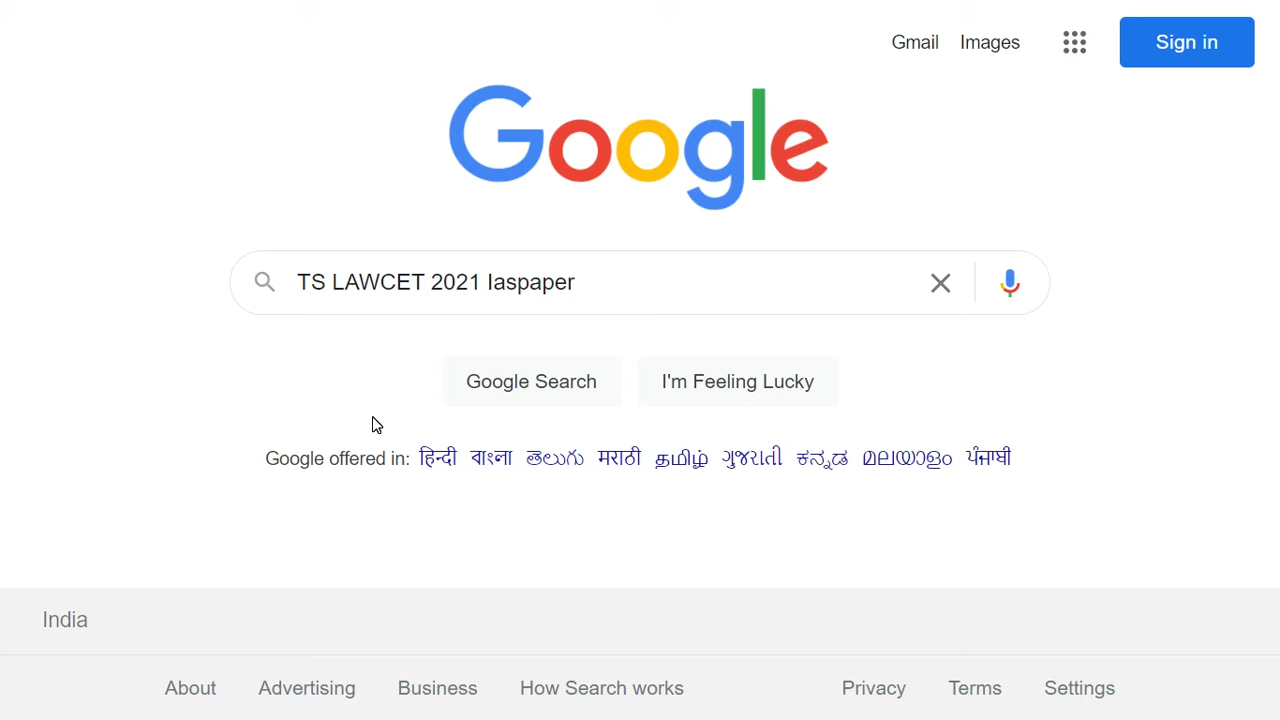 Gmail Images Sign in
Google
TS LAWCET 2021 laspaper
Google Search I'm Feeling Lucky
Google offered in: हिन्दी বাংলা తెలుగు मराठी தமிழ் ગુજરાતી ಕನ್ನಡ മലയാളം ਪੰਜਾਬੀ
India
About Advertising Business How Search works Privacy Terms Settings